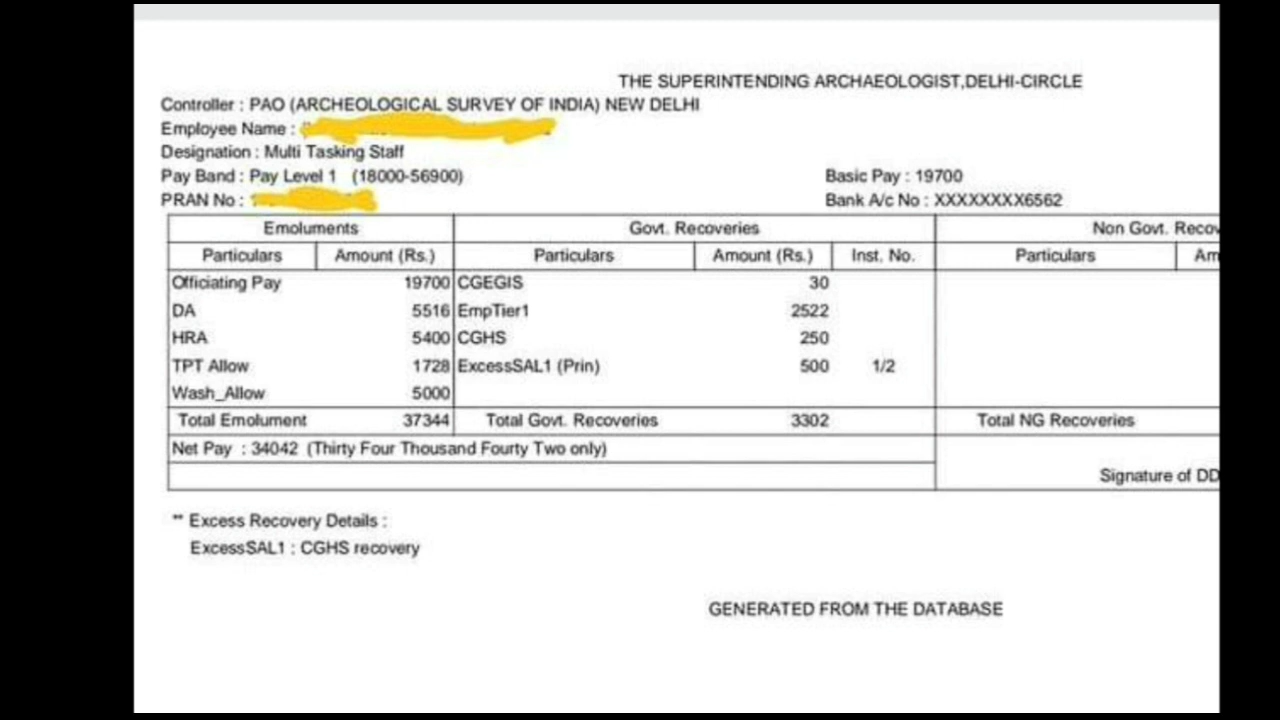 THE SUPERINTENDING ARCHAEOLOGIST,DELHI-CIRCLE
Controller : PAO (ARCHEOLOGICAL SURVEY OF INDIA) NEW DELHI
Employee Name :
Designation : Multi Tasking Staff
Pay Band : Pay Level 1 (18000-56900) Basic Pay : 19700
PRAN No : Bank A/c No : XXXXXXXX6562
Emoluments Govt. Recoveries Non Govt. Recov
Particulars Amount (Rs.) Particulars Amount (Rs.) Inst. No. Particulars Am
Officiating Pay 19700 CGEGIS 30
DA 5516 EmpTier1 2522
HRA 5400 CGHS 250
TPT Allow 1728 ExcessSAL1 (Prin) 500 1/2
Wash_Allow 5000
Total Emolument 37344 Total Govt. Recoveries 3302 Total NG Recoveries
Net Pay : 34042 (Thirty Four Thousand Fourty Two only)
Signature of DD
** Excess Recovery Details :
ExcessSAL1 : CGHS recovery
GENERATED FROM THE DATABASE